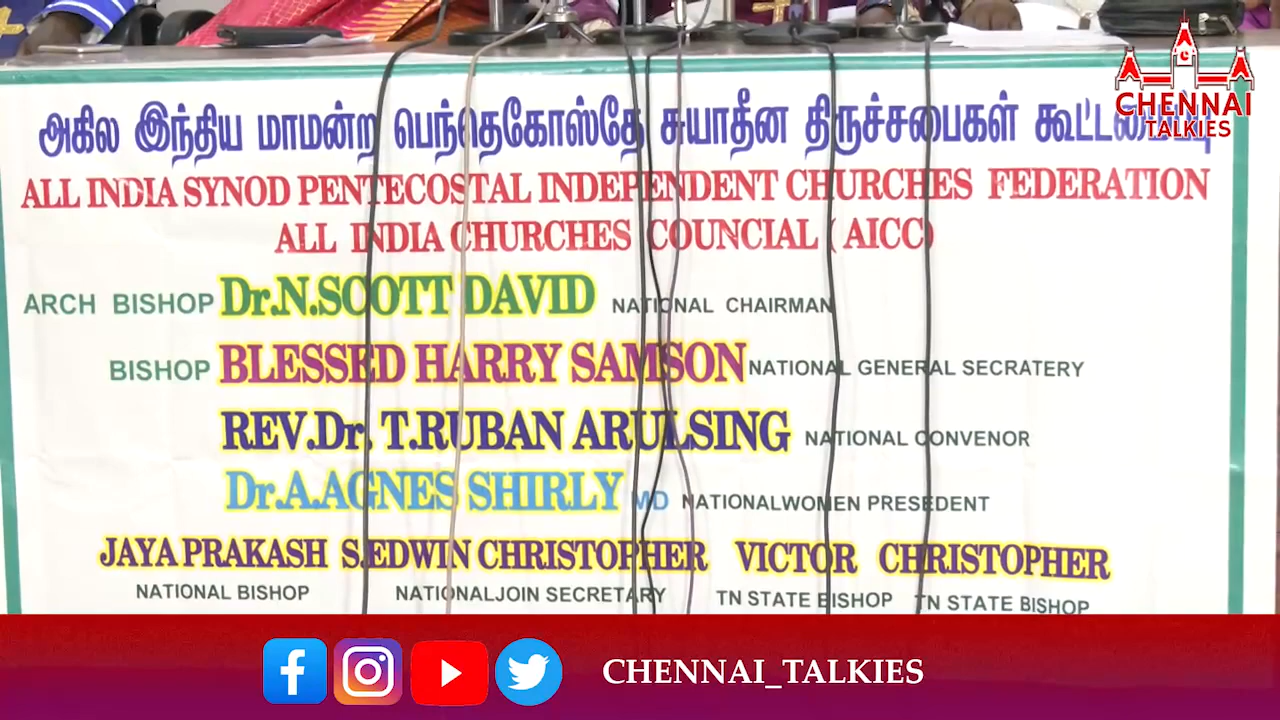 அகில இந்திய மாமன்ற பெந்தெகோஸ்தே சுயாதீன திருச்சபைகள் கூட்டமைப்பு
CHENNAI
TALKIES
ALL INDIA SYNOD PENTECOSTAL INDEPENDENT CHURCHES FEDERATION
ALL INDIA CHURCHES COUNCIAL ( AICC)
ARCH BISHOP Dr.N.SCOTT DAVID NATIONAL CHAIRMAN
BISHOP BLESSED HARRY SAMSON NATIONAL GENERAL SECRATERY
REV.Dr. T.RUBAN ARULSING NATIONAL CONVENOR
Dr.A.AGNES SHIRLY MD NATIONALWOMEN PRESEDENT
JAYA PRAKASH S.EDWIN CHRISTOPHER VICTOR CHRISTOPHER
NATIONAL BISHOP NATIONALJOIN SECRETARY TN STATE BISHOP TN STATE BISHOP
CHENNAI_TALKIES